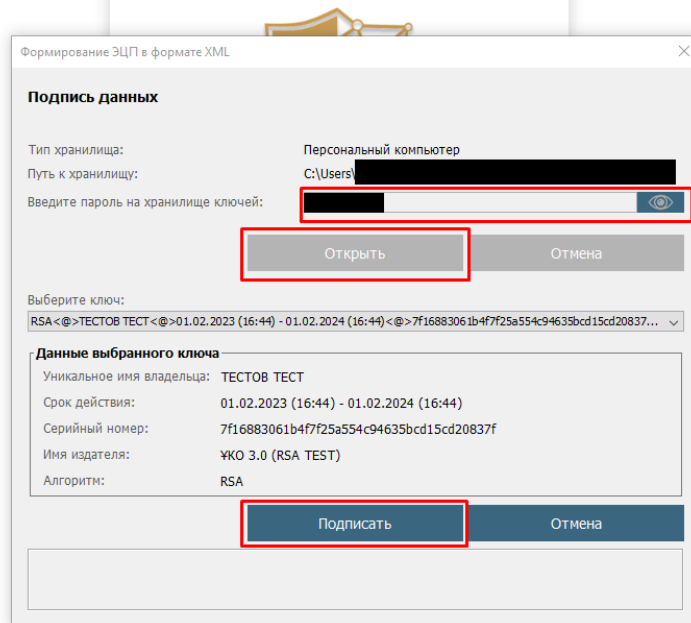 Формирование ЭЦП в формате XML
Подпись данных
Тип хранилища: Персональный компьютер
Путь к хранилищу: C:\Users\
Введите пароль на хранилище ключей:
Открыть Отмена
Выберите ключ:
RSA<@>ТЕСТОВ ТЕСТ<@>01.02.2023 (16:44) - 01.02.2024 (16:44)<@>7f16883061b4f7f25a554c94635bcd15cd20837...
Данные выбранного ключа
Уникальное имя владельца: ТЕСТОВ ТЕСТ
Срок действия: 01.02.2023 (16:44) - 01.02.2024 (16:44)
Серийный номер: 7f16883061b4f7f25a554c94635bcd15cd20837f
Имя издателя: ¥КО 3.0 (RSA TEST)
Алгоритм: RSA
Подписать Отмена